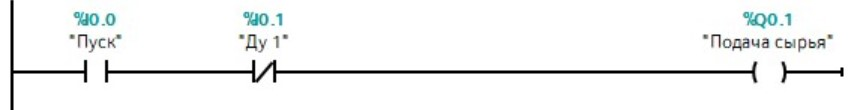 %I0.0 %I0.1 %Q0.1
"Пуск" "Ду 1" "Подача сырья"